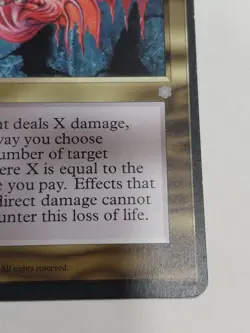 nt deals X damage,
way you choose
umber of target
ere X is equal to the
e you pay. Effects that
direct damage cannot
unter this loss of life.
All rights reserved.